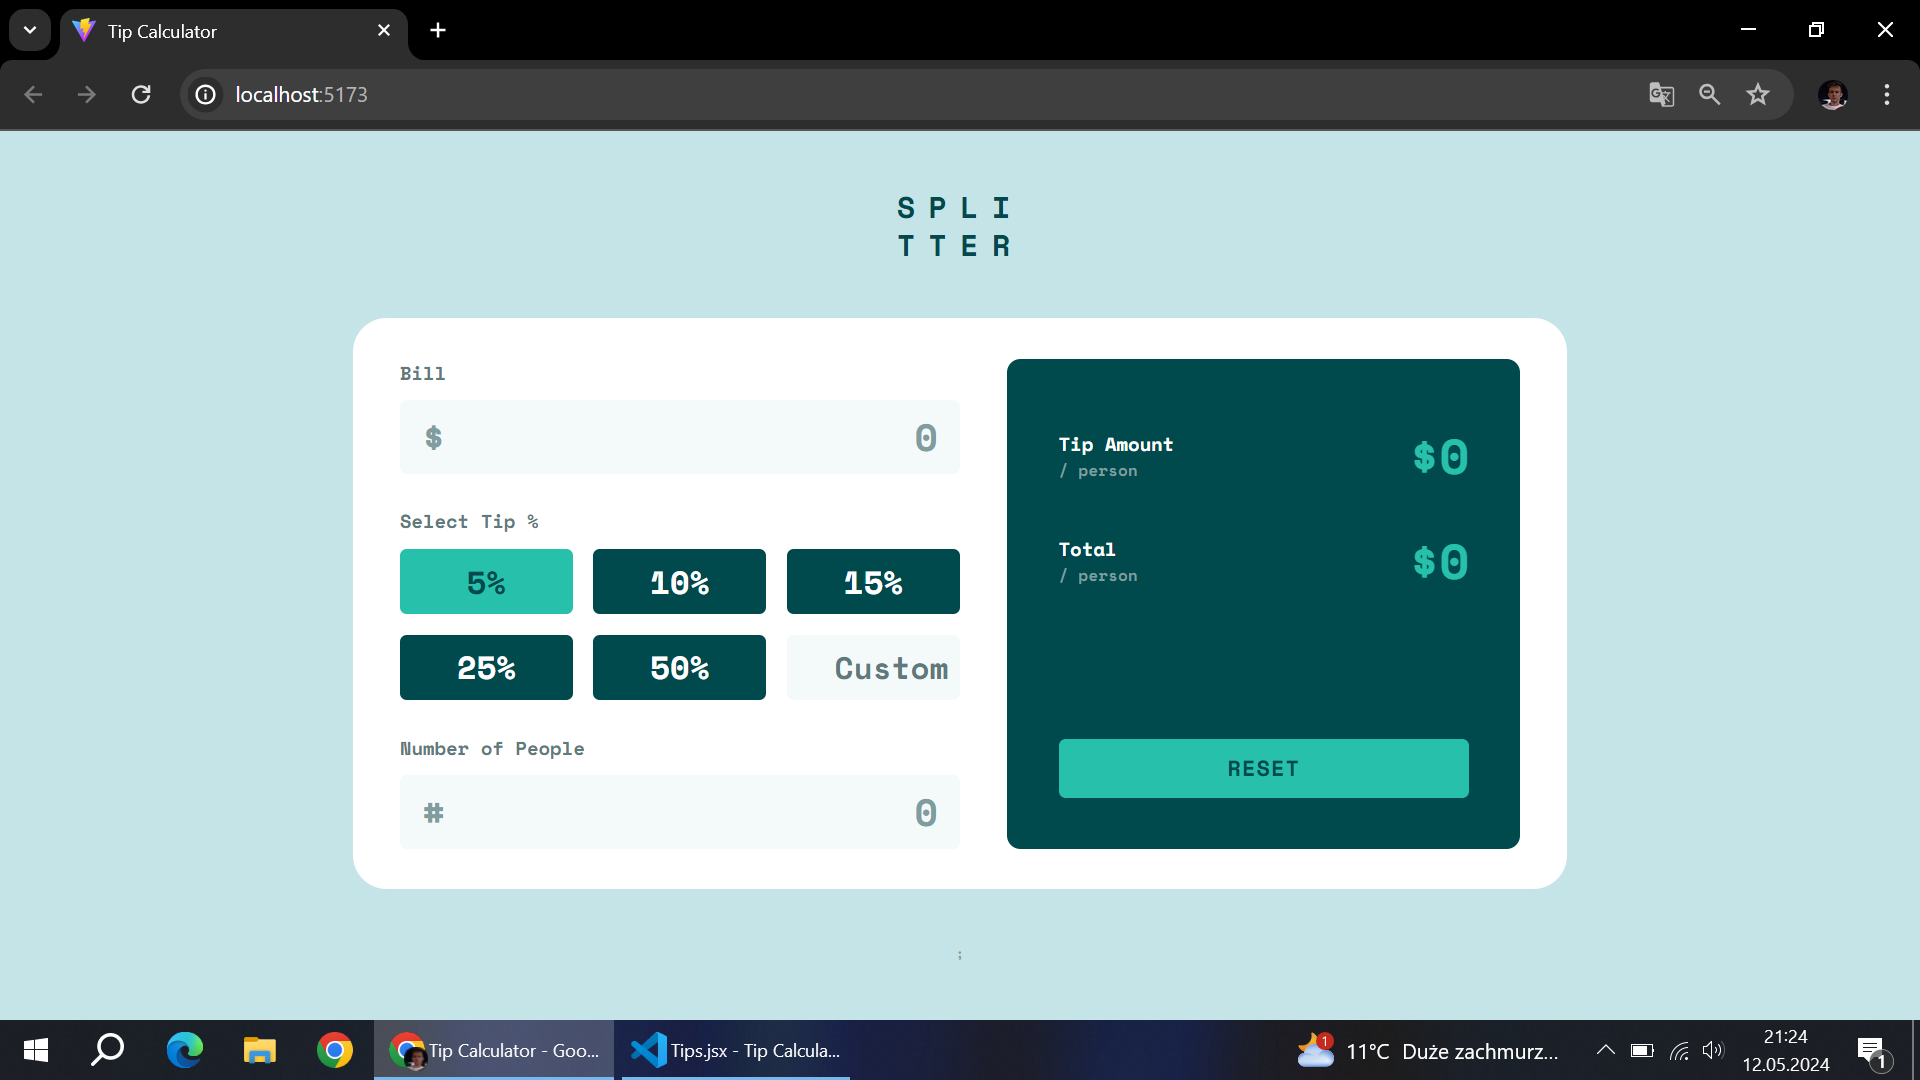 Tip Calculator
localhost:5173
SPLI
TTER
Bill
$ 0
Select Tip %
5% 10% 15%
25% 50% Custom
Number of People
# 0
Tip Amount
/ person
$0
Total
/ person
$0
RESET
;
Tip Calculator - Goo...
Tips.jsx - Tip Calcula...
1
11°C Duże zachmurz...
21:24
12.05.2024
1